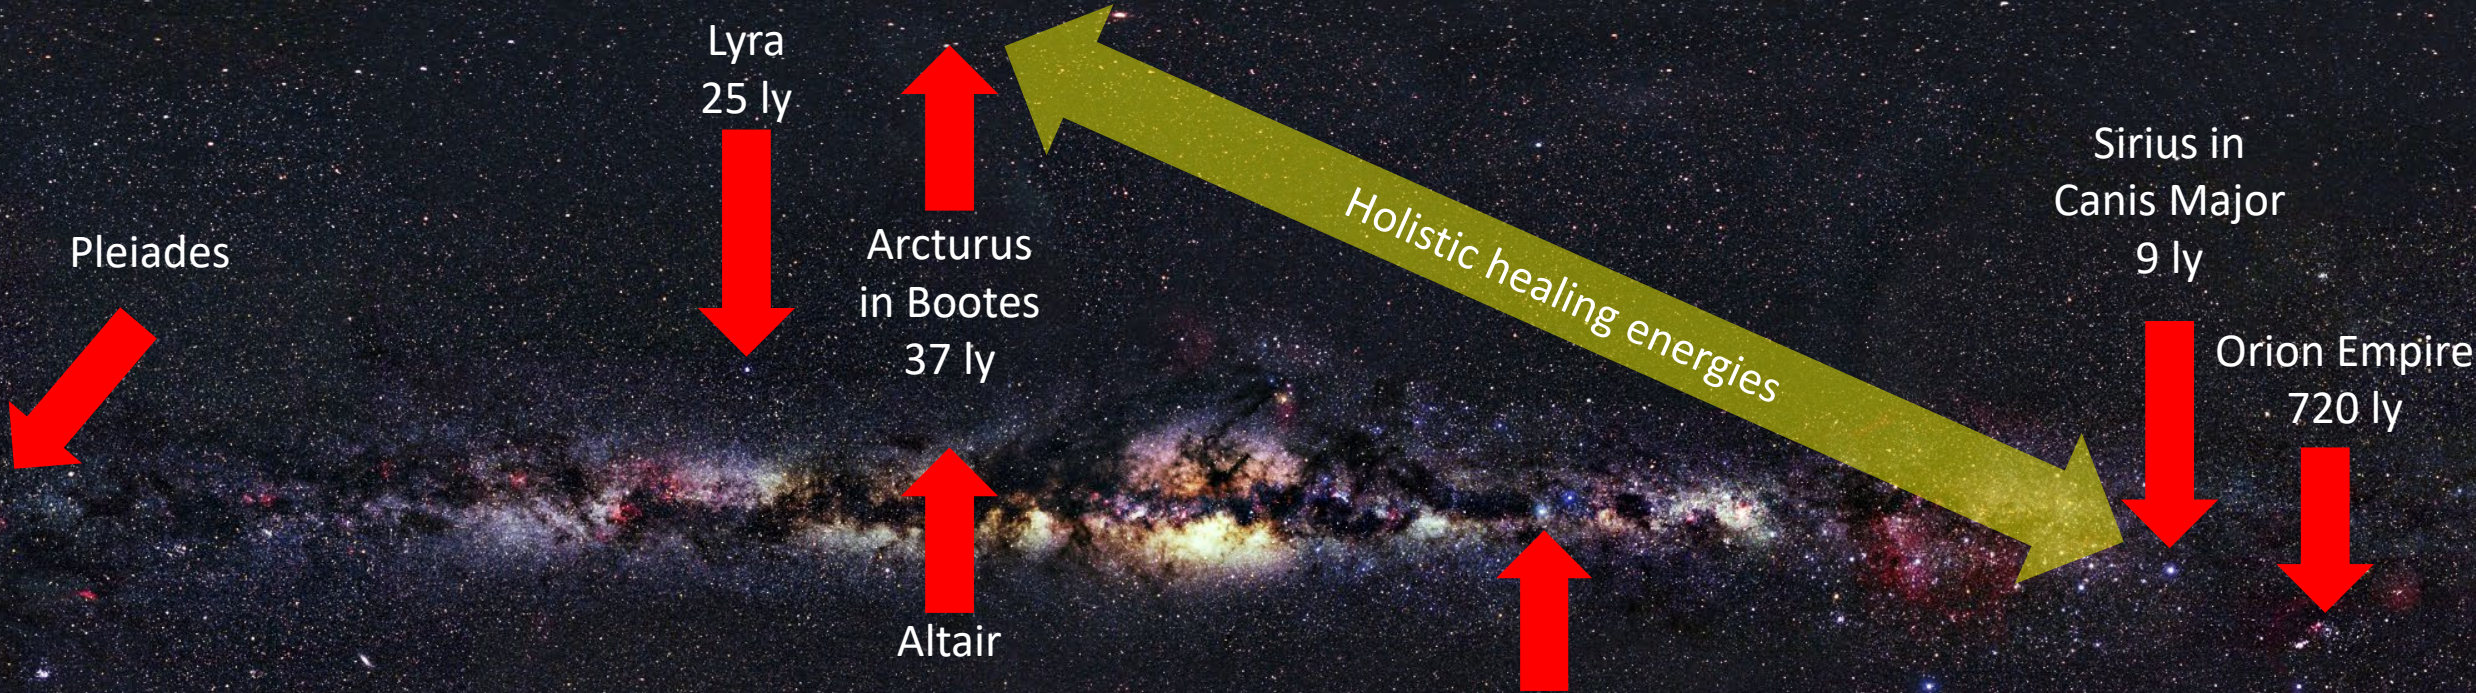 Lyra
25 ly
Pleiades
Arcturus
in Bootes
37 ly
Altair
Holistic healing energies
Sirius in
Canis Major
9 ly
Orion Empire
720 ly